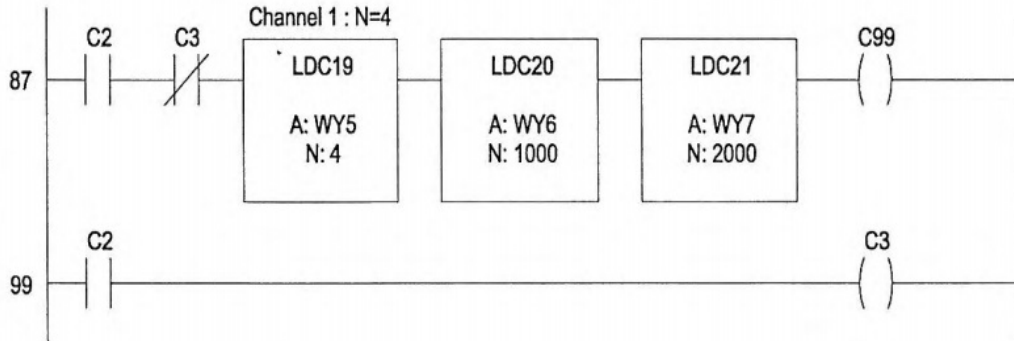 Channel 1 : N=4
C2 C3 C99
87 LDC19 LDC20 LDC21
A: WY5 A: WY6 A: WY7
N: 4 N: 1000 N: 2000
C2 C3
99